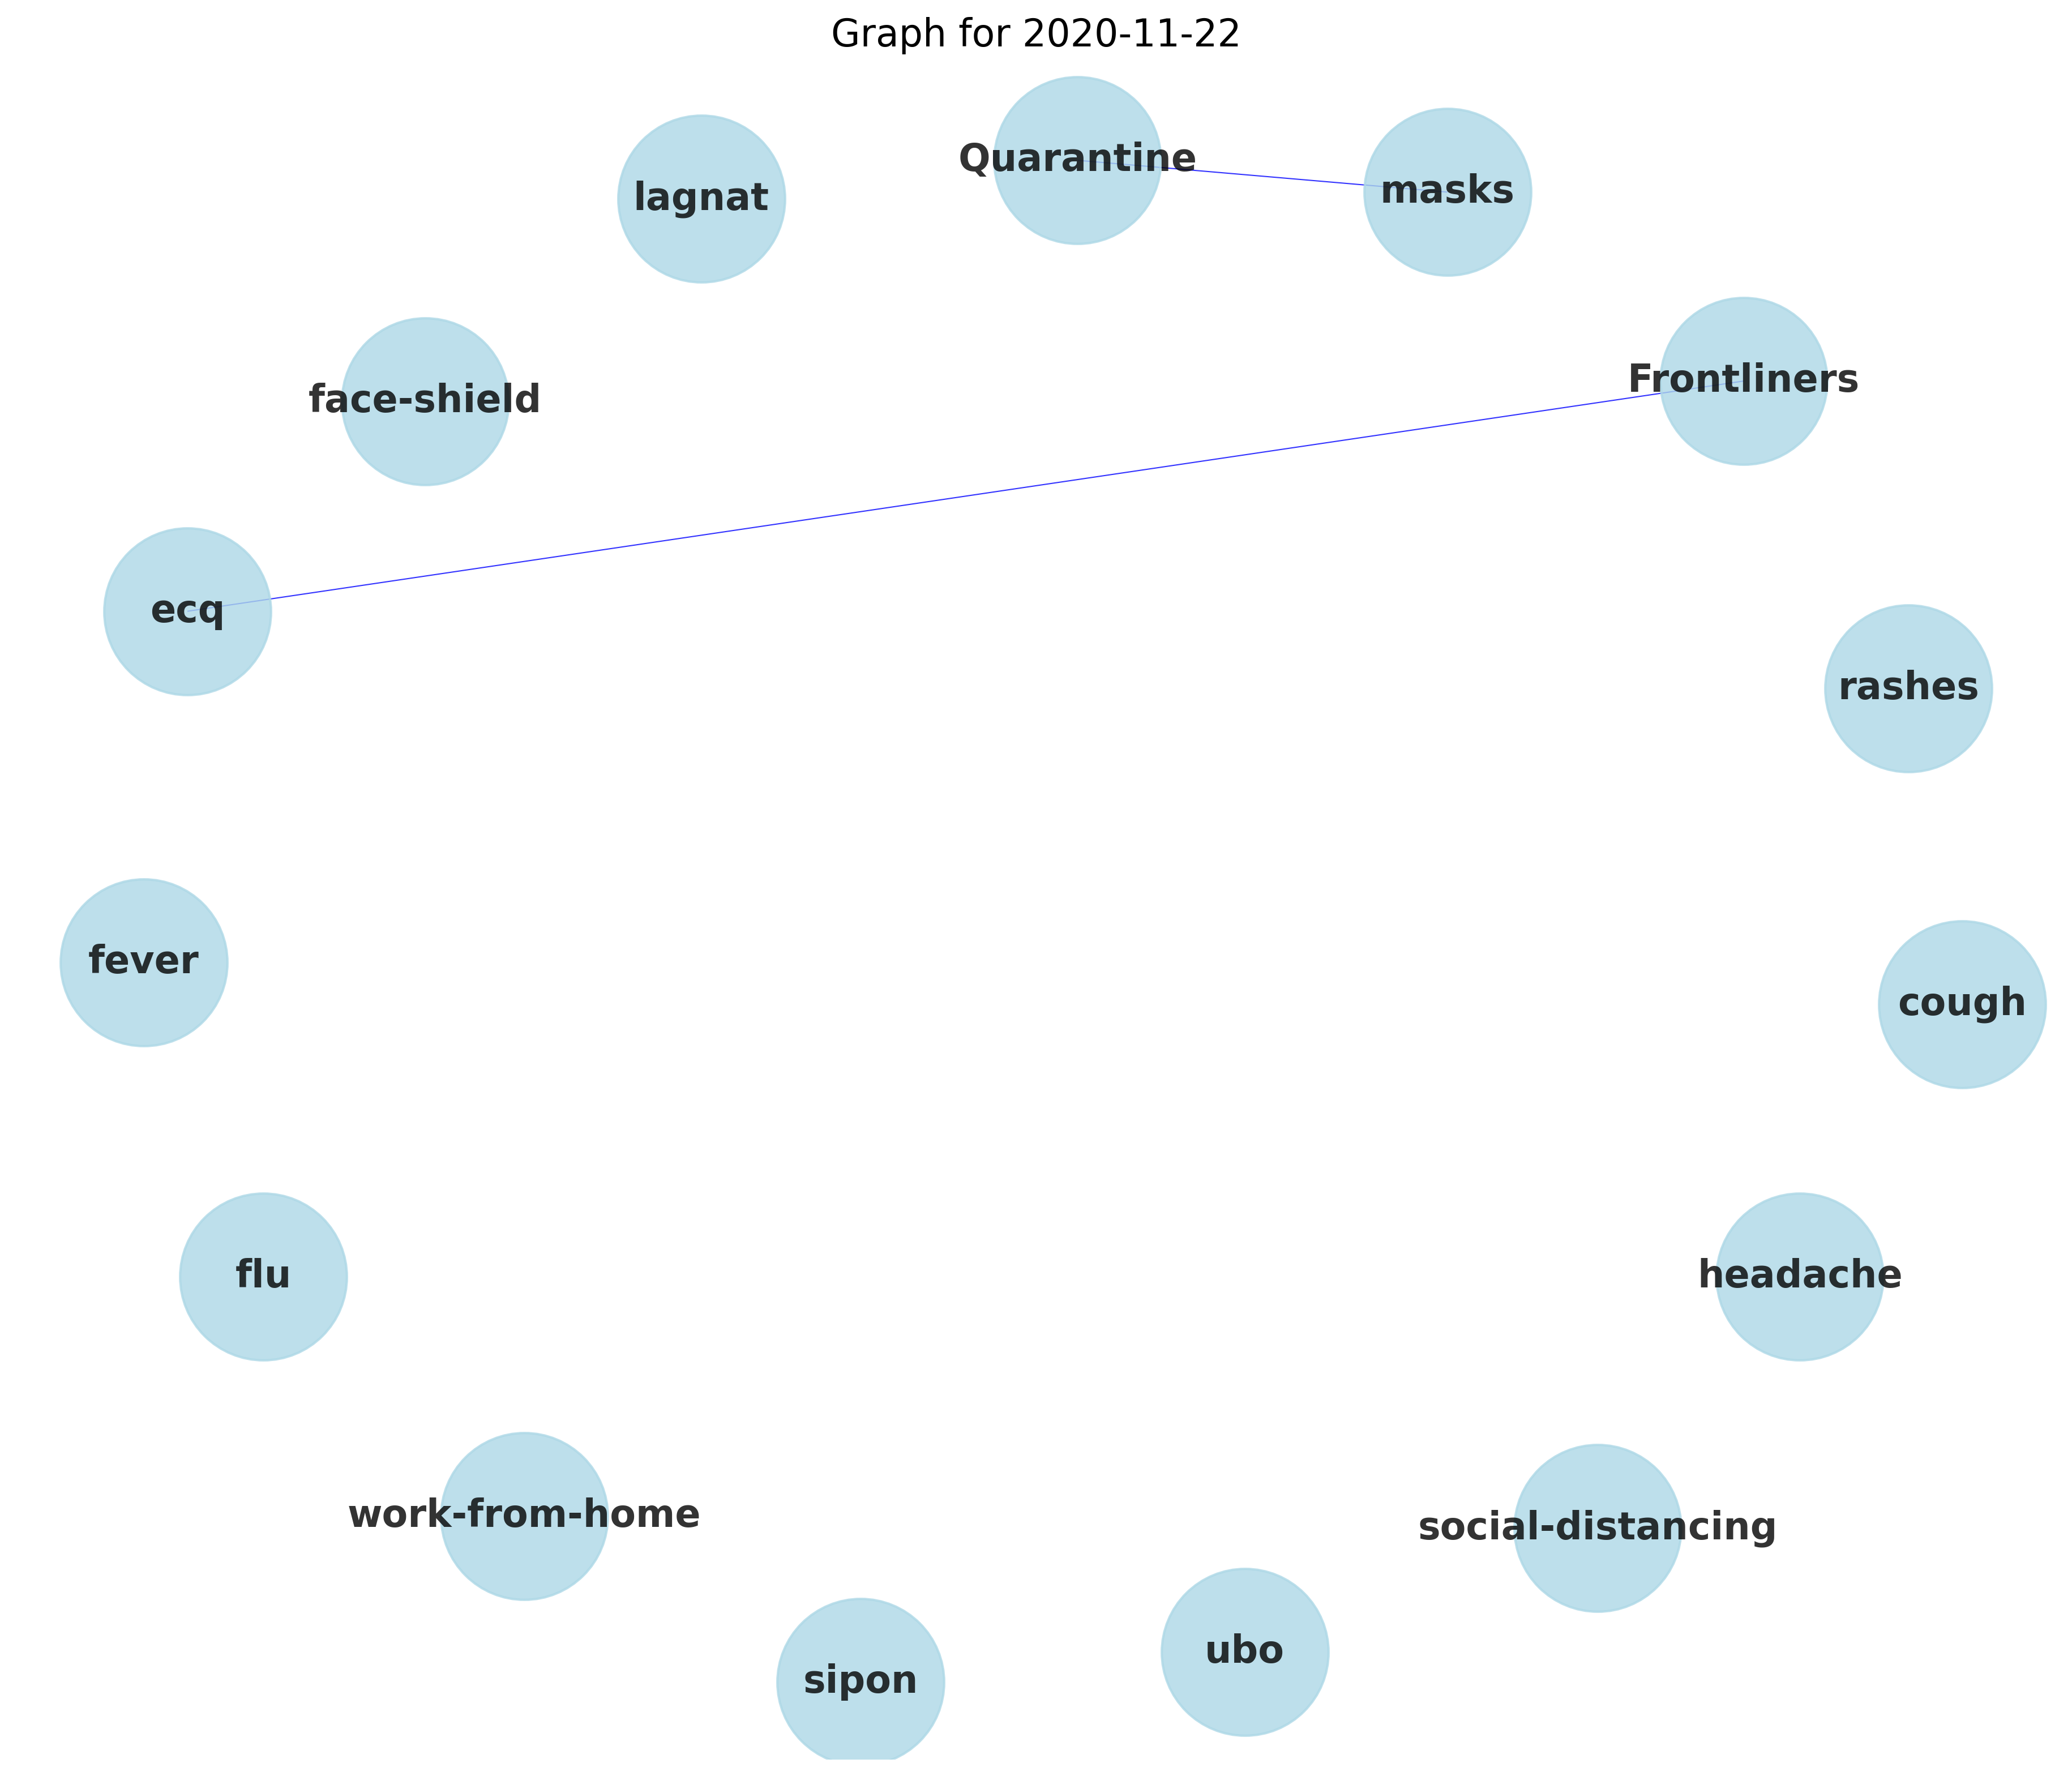 Graph for 2020-11-22
Quarantine
masks
lagnat
Frontliners
face-shield
ecq
rashes
fever
cough
flu
headache
work-from-home
social-distancing
ubo
sipon